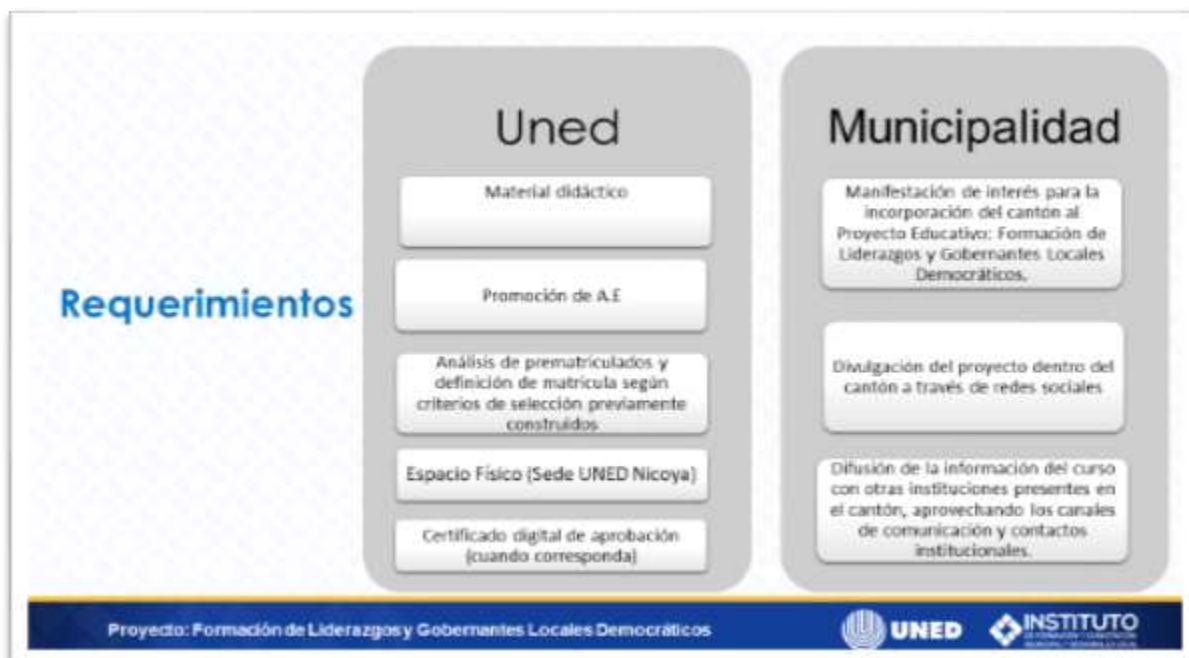 Requerimientos
Uned
Material didáctico
Promoción de A.E
Análisis de prematriculados y
definición de matrícula según
criterios de selección previamente
construidos
Espacio Físico (Sede UNED Nicoya)
Certificado digital de aprobación
(cuando corresponda)
Municipalidad
Manifestación de interés para la
incorporación del cantón al
Proyecto Educativo: Formación de
Liderazgos y Gobernantes Locales
Democráticos.
Divulgación del proyecto dentro del
cantón a través de redes sociales
Difusión de la información del curso
con otras instituciones presentes en
el cantón, aprovechando los canales
de comunicación y contactos
institucionales.
Proyecto: Formación de Liderazgos y Gobernantes Locales Democráticos
UNED
INSTITUTO